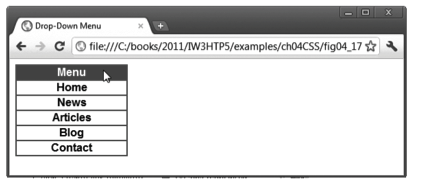 Drop-Down Menu
file:///C:/books/2011/IW3HTP5/examples/ch04CSS/fig04_17
Menu
Home
News
Articles
Blog
Contact